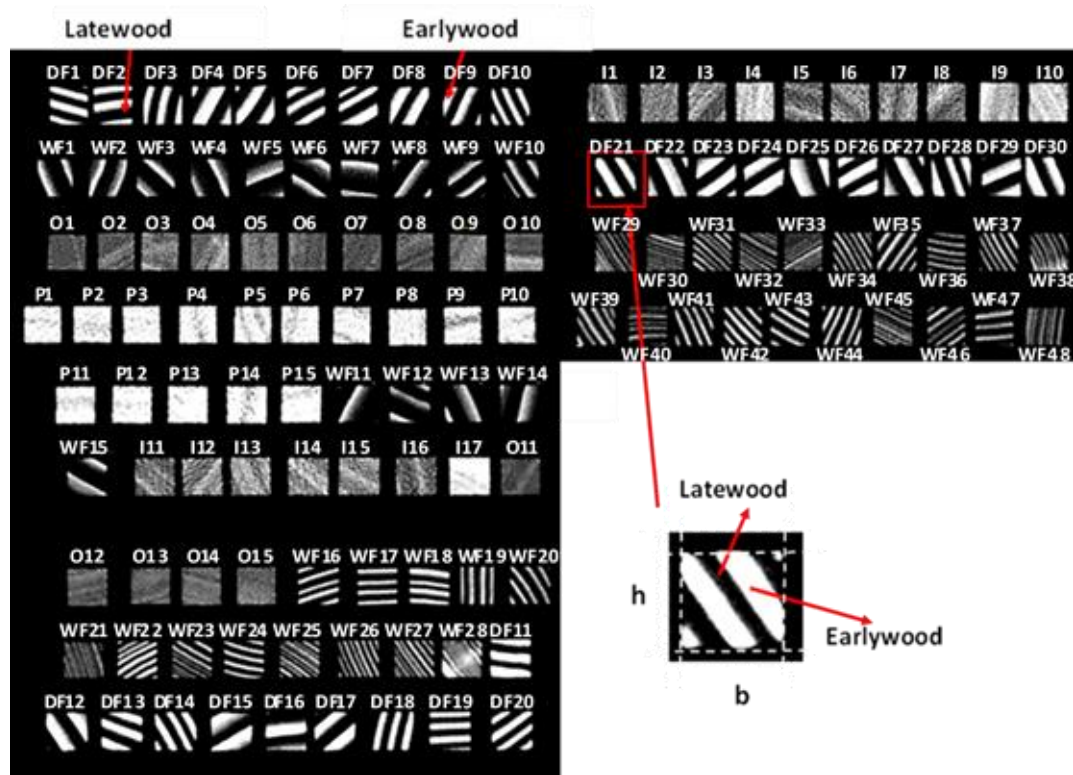 Latewood Earlywood
DF1 DF2 DF3 DF4 DF5 DF6 DF7 DF8 DF9 DF10
WF1 WF2 WF3 WF4 WF5 WF6 WF7 WF8 WF9 WF10
O1 O2 O3 O4 O5 O6 O7 O8 O9 O10
P1 P2 P3 P4 P5 P6 P7 P8 P9 P10
P11 P12 P13 P14 P15 WF11 WF12 WF13 WF14
WF15 I11 I12 I13 I14 I15 I16 I17 O11
O12 O13 O14 O15 WF16 WF17 WF18 WF19 WF20
WF21 WF22 WF23 WF24 WF25 WF26 WF27 WF28 DF11
DF12 DF13 DF14 DF15 DF16 DF17 DF18 DF19 DF20
I1 I2 I3 I4 I5 I6 I7 I8 I9 I10
DF21 DF22 DF23 DF24 DF25 DF26 DF27 DF28 DF29 DF30
WF29 WF31 WF33 WF35 WF37
WF30 WF32 WF34 WF36 WF38
WF39 WF41 WF43 WF45 WF47
WF40 WF42 WF44 WF46 WF48
Latewood
h
Earlywood
b